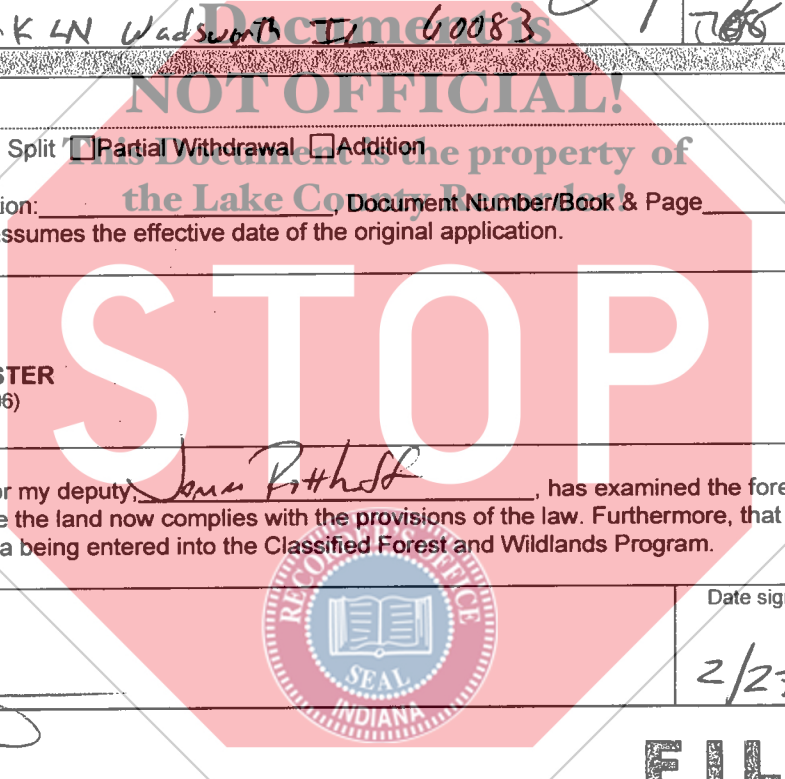 K LN Wadsworth IL 60083
Document is
NOT OFFICIAL!
Split Partial Withdrawal Addition
This Document is the property of
the Lake County Recorder!
ion: , Document Number/Book & Page
ssumes the effective date of the original application.
STOP
STER
6)
or my deputy, , has examined the fore
e the land now complies with the provisions of the law. Furthermore, that
a being entered into the Classified Forest and Wildlands Program.
RECORDER'S OFFICE
SEAL
INDIANA
Date sig
2/2
FIL